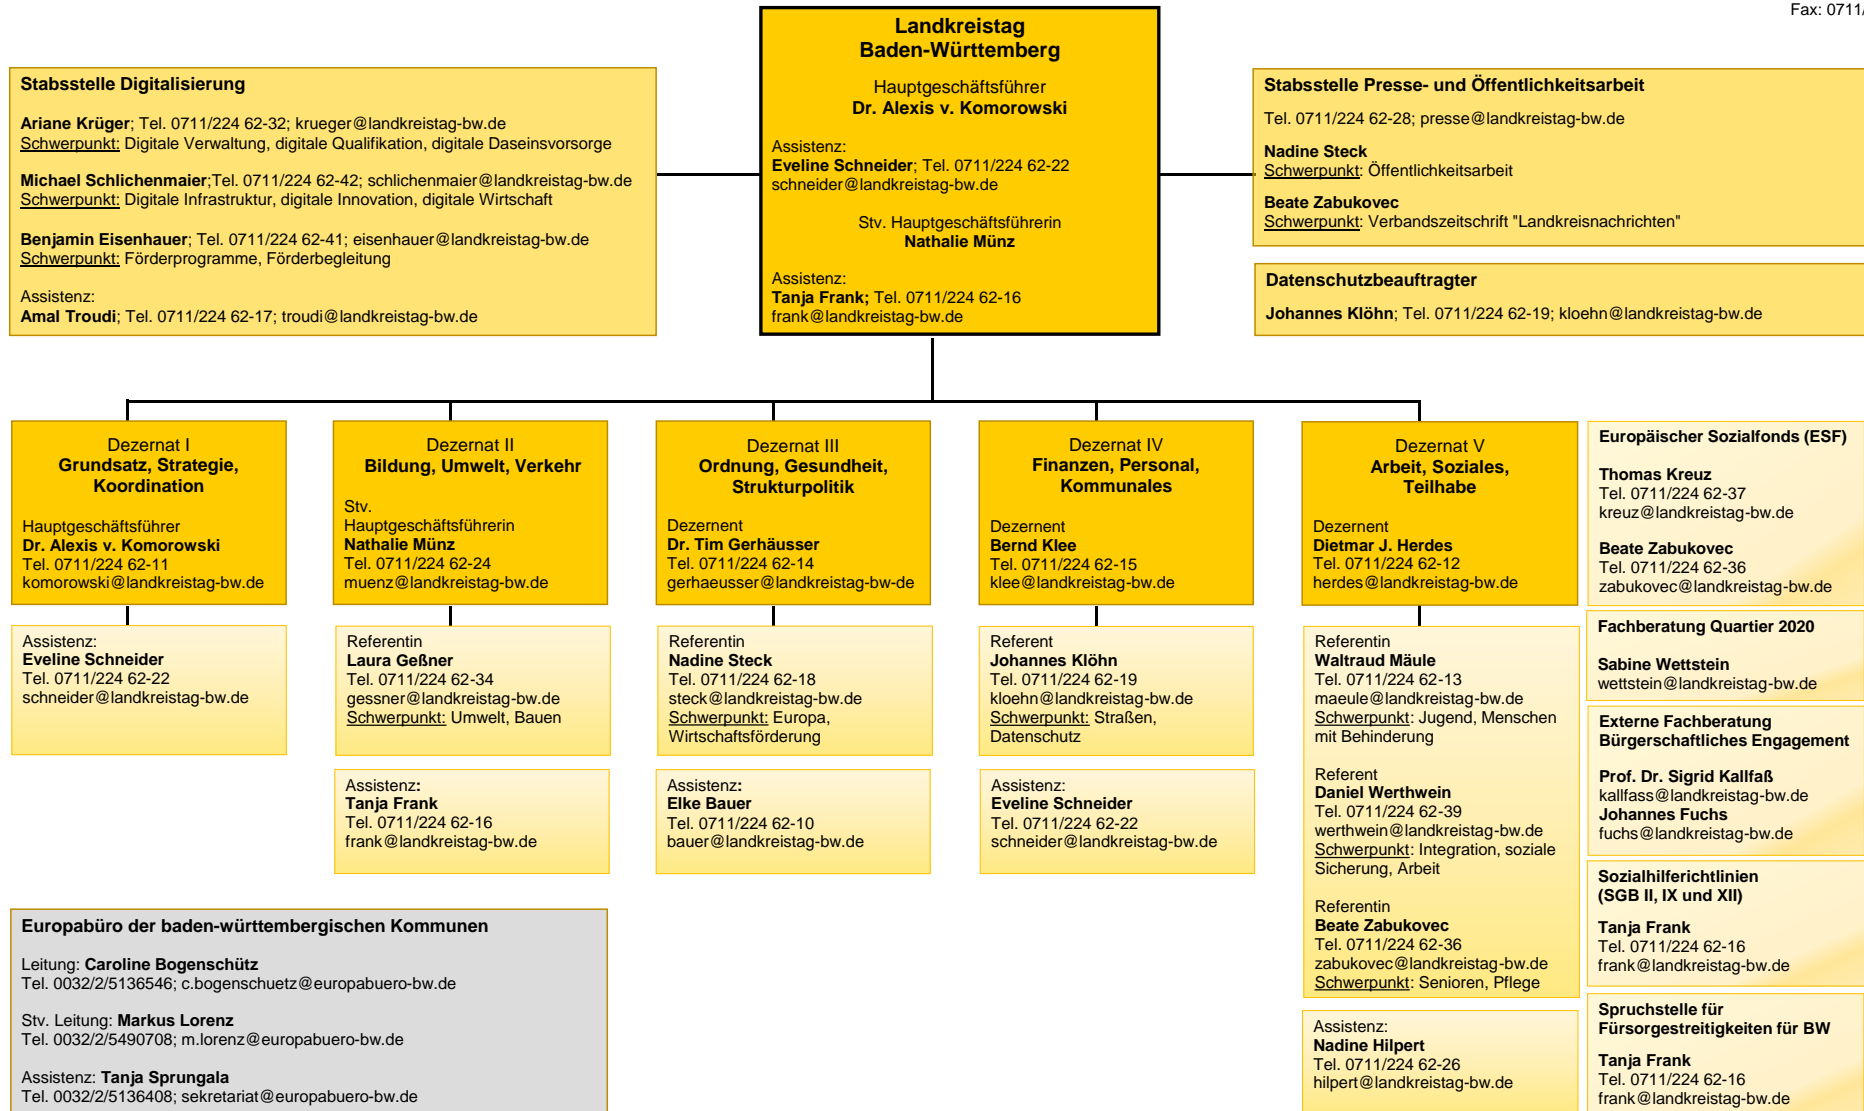 Fax: 0711/
Landkreistag
Baden-Württemberg
Hauptgeschäftsführer
Dr. Alexis v. Komorowski
Assistenz:
Eveline Schneider; Tel. 0711/224 62-22
schneider@landkreistag-bw.de
Stv. Hauptgeschäftsführerin
Nathalie Münz
Assistenz:
Tanja Frank; Tel. 0711/224 62-16
frank@landkreistag-bw.de
Stabsstelle Digitalisierung
Ariane Krüger; Tel. 0711/224 62-32; krueger@landkreistag-bw.de
Schwerpunkt: Digitale Verwaltung, digitale Qualifikation, digitale Daseinsvorsorge
Michael Schlichenmaier;Tel. 0711/224 62-42; schlichenmaier@landkreistag-bw.de
Schwerpunkt: Digitale Infrastruktur, digitale Innovation, digitale Wirtschaft
Benjamin Eisenhauer; Tel. 0711/224 62-41; eisenhauer@landkreistag-bw.de
Schwerpunkt: Förderprogramme, Förderbegleitung
Assistenz:
Amal Troudi; Tel. 0711/224 62-17; troudi@landkreistag-bw.de
Stabsstelle Presse- und Öffentlichkeitsarbeit
Tel. 0711/224 62-28; presse@landkreistag-bw.de
Nadine Steck
Schwerpunkt: Öffentlichkeitsarbeit
Beate Zabukovec
Schwerpunkt: Verbandszeitschrift "Landkreisnachrichten"
Datenschutzbeauftragter
Johannes Klöhn; Tel. 0711/224 62-19; kloehn@landkreistag-bw.de
Dezernat I
Grundsatz, Strategie,
Koordination
Hauptgeschäftsführer
Dr. Alexis v. Komorowski
Tel. 0711/224 62-11
komorowski@landkreistag-bw.de
Assistenz:
Eveline Schneider
Tel. 0711/224 62-22
schneider@landkreistag-bw.de
Dezernat II
Bildung, Umwelt, Verkehr
Stv.
Hauptgeschäftsführerin
Nathalie Münz
Tel. 0711/224 62-24
muenz@landkreistag-bw.de
Referentin
Laura Geßner
Tel. 0711/224 62-34
gessner@landkreistag-bw.de
Schwerpunkt: Umwelt, Bauen
Assistenz:
Tanja Frank
Tel. 0711/224 62-16
frank@landkreistag-bw.de
Dezernat III
Ordnung, Gesundheit,
Strukturpolitik
Dezernent
Dr. Tim Gerhäusser
Tel. 0711/224 62-14
gerhaeusser@landkreistag-bw-de
Referentin
Nadine Steck
Tel. 0711/224 62-18
steck@landkreistag-bw.de
Schwerpunkt: Europa,
Wirtschaftsförderung
Assistenz:
Elke Bauer
Tel. 0711/224 62-10
bauer@landkreistag-bw.de
Dezernat IV
Finanzen, Personal,
Kommunales
Dezernent
Bernd Klee
Tel. 0711/224 62-15
klee@landkreistag-bw.de
Referent
Johannes Klöhn
Tel. 0711/224 62-19
kloehn@landkreistag-bw.de
Schwerpunkt: Straßen,
Datenschutz
Assistenz:
Eveline Schneider
Tel. 0711/224 62-22
schneider@landkreistag-bw.de
Dezernat V
Arbeit, Soziales,
Teilhabe
Dezernent
Dietmar J. Herdes
Tel. 0711/224 62-12
herdes@landkreistag-bw.de
Referentin
Waltraud Mäule
Tel. 0711/224 62-13
maeule@landkreistag-bw.de
Schwerpunkt: Jugend, Menschen
mit Behinderung
Referent
Daniel Werthwein
Tel. 0711/224 62-39
werthwein@landkreistag-bw.de
Schwerpunkt: Integration, soziale
Sicherung, Arbeit
Referentin
Beate Zabukovec
Tel. 0711/224 62-36
zabukovec@landkreistag-bw.de
Schwerpunkt: Senioren, Pflege
Assistenz:
Nadine Hilpert
Tel. 0711/224 62-26
hilpert@landkreistag-bw.de
Europäischer Sozialfonds (ESF)
Thomas Kreuz
Tel. 0711/224 62-37
kreuz@landkreistag-bw.de
Beate Zabukovec
Tel. 0711/224 62-36
zabukovec@landkreistag-bw.de
Fachberatung Quartier 2020
Sabine Wettstein
wettstein@landkreistag-bw.de
Externe Fachberatung
Bürgerschaftliches Engagement
Prof. Dr. Sigrid Kallfaß
kallfass@landkreistag-bw.de
Johannes Fuchs
fuchs@landkreistag-bw.de
Sozialhilferichtlinien
(SGB II, IX und XII)
Tanja Frank
Tel. 0711/224 62-16
frank@landkreistag-bw.de
Spruchstelle für
Fürsorgestreitigkeiten für BW
Tanja Frank
Tel. 0711/224 62-16
frank@landkreistag-bw.de
Europabüro der baden-württembergischen Kommunen
Leitung: Caroline Bogenschütz
Tel. 0032/2/5136546; c.bogenschuetz@europabuero-bw.de
Stv. Leitung: Markus Lorenz
Tel. 0032/2/5490708; m.lorenz@europabuero-bw.de
Assistenz: Tanja Sprungala
Tel. 0032/2/5136408; sekretariat@europabuero-bw.de